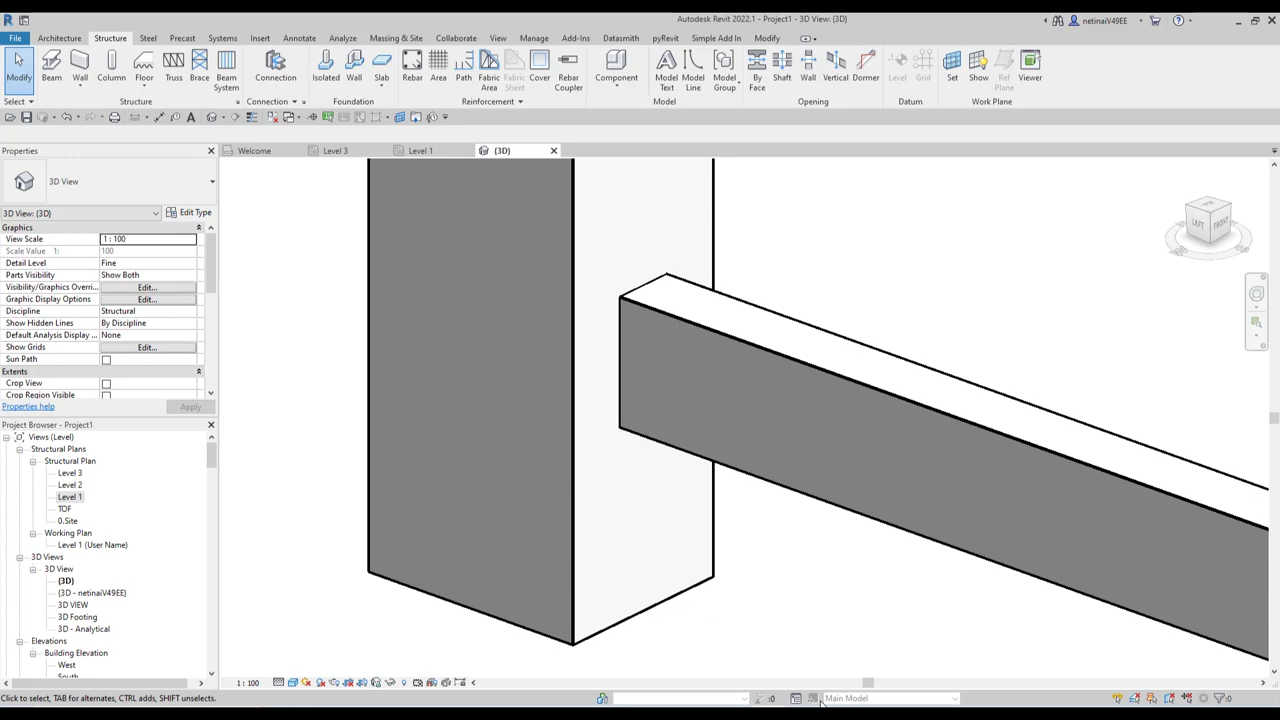 Autodesk Revit 2022.1 - Project1 - 3D View: {3D}
netinaiV49EE
File Architecture Structure Steel Precast Systems Insert Annotate Analyze Massing & Site Collaborate View Manage Add-Ins Datasmith pyRevit Simple Add In Modify
Modify Beam Wall Column Floor Truss Brace Beam System Connection Isolated Wall Slab Rebar Area Path Fabric Area Fabric Sheet Cover Rebar Coupler Component Model Text Model Line Model Group By Face Shaft Wall Vertical Dormer Level Grid Set Show Ref Plane Viewer
Select Structure Connection Foundation Reinforcement Model Opening Datum Work Plane
Properties
Welcome Level 3 Level 1 {3D}
3D View
3D View: {3D} Edit Type
Graphics
View Scale 1 : 100
Scale Value 1: 100
Detail Level Fine
Parts Visibility Show Both
Visibility/Graphics Overri... Edit...
Graphic Display Options Edit...
Discipline Structural
Show Hidden Lines By Discipline
Default Analysis Display ... None
Show Grids Edit...
Sun Path
Extents
Crop View
Crop Region Visible
Properties help Apply
Project Browser - Project1
Views (Level)
Structural Plans
Structural Plan
Level 3
Level 2
Level 1
TOF
0.Site
Working Plan
Level 1 (User Name)
3D Views
3D View
{3D}
{3D - netinaiV49EE}
3D VIEW
3D Footing
3D - Analytical
Elevations
Building Elevation
West
LEFT FRONT
1 : 100
Click to select, TAB for alternates, CTRL adds, SHIFT unselects.
:0
Main Model
:0